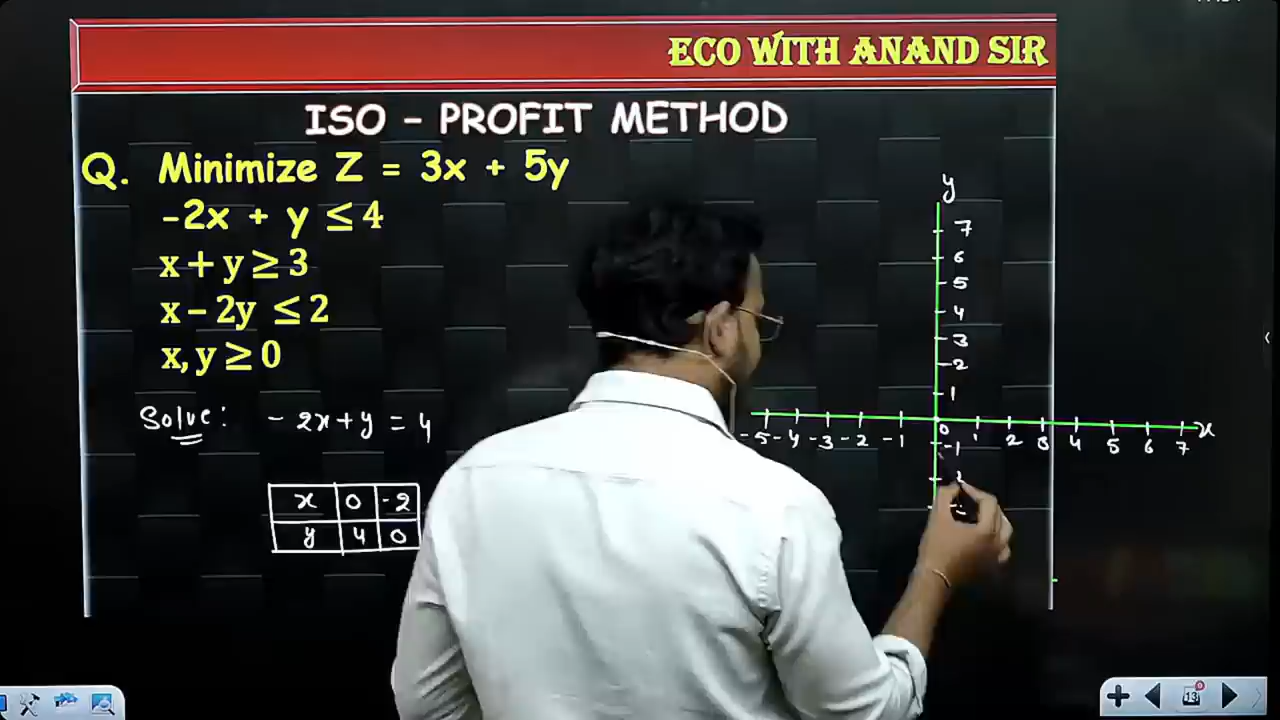 ECO WITH ANAND SIR
ISO - PROFIT METHOD
Q. Minimize Z = 3x + 5y
-2x + y ≤ 4
x + y ≥ 3
x - 2y ≤ 2
x, y ≥ 0
Solve: - 2x + y = 4
x 0 -2
y 4 0
y
7
6
5
4
3
2
1
-5 -4 -3 -2 -1 0 1 2 3 4 5 6 7 x
-1
13